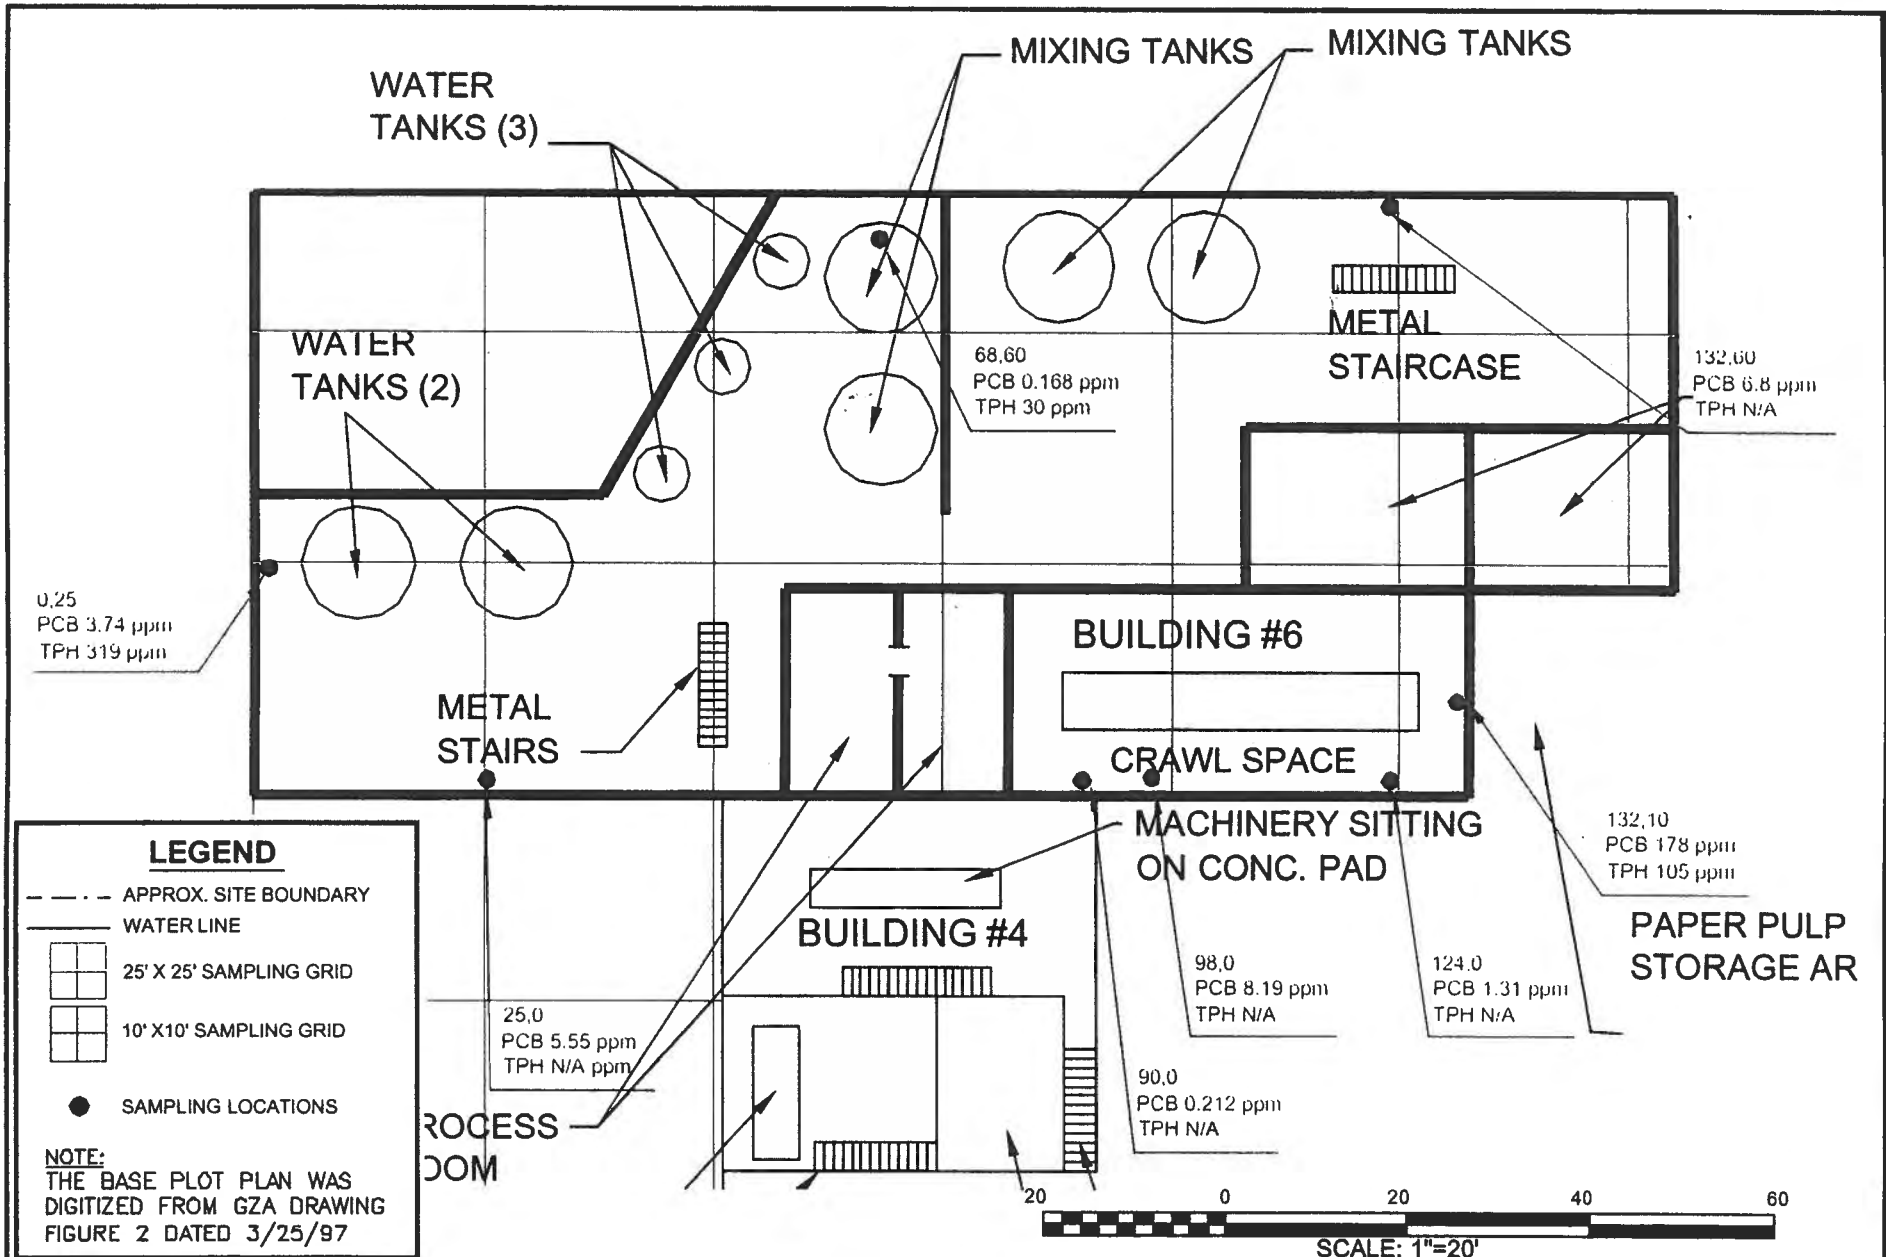 MIXING TANKS
MIXING TANKS
WATER
TANKS (3)
WATER
TANKS (2)
68,60
PCB 0.168 ppm
TPH 30 ppm
METAL
STAIRCASE
132,60
PCB 6.8 ppm
TPH N/A
0,25
PCB 3.74 ppm
TPH 319 ppm
METAL
STAIRS
BUILDING #6
CRAWL SPACE
MACHINERY SITTING
ON CONC. PAD
132,10
PCB 178 ppm
TPH 105 ppm
PAPER PULP
STORAGE AR
BUILDING #4
98,0
PCB 8.19 ppm
TPH N/A
124.0
PCB 1.31 ppm
TPH N/A
25,0
PCB 5.55 ppm
TPH N/A ppm
90,0
PCB 0.212 ppm
TPH N/A
ROCESS
OOM
LEGEND
APPROX. SITE BOUNDARY
WATER LINE
25' X 25' SAMPLING GRID
10' X10' SAMPLING GRID
SAMPLING LOCATIONS
NOTE:
THE BASE PLOT PLAN WAS
DIGITIZED FROM GZA DRAWING
FIGURE 2 DATED 3/25/97
20 0 20 40 60
SCALE: 1"=20'